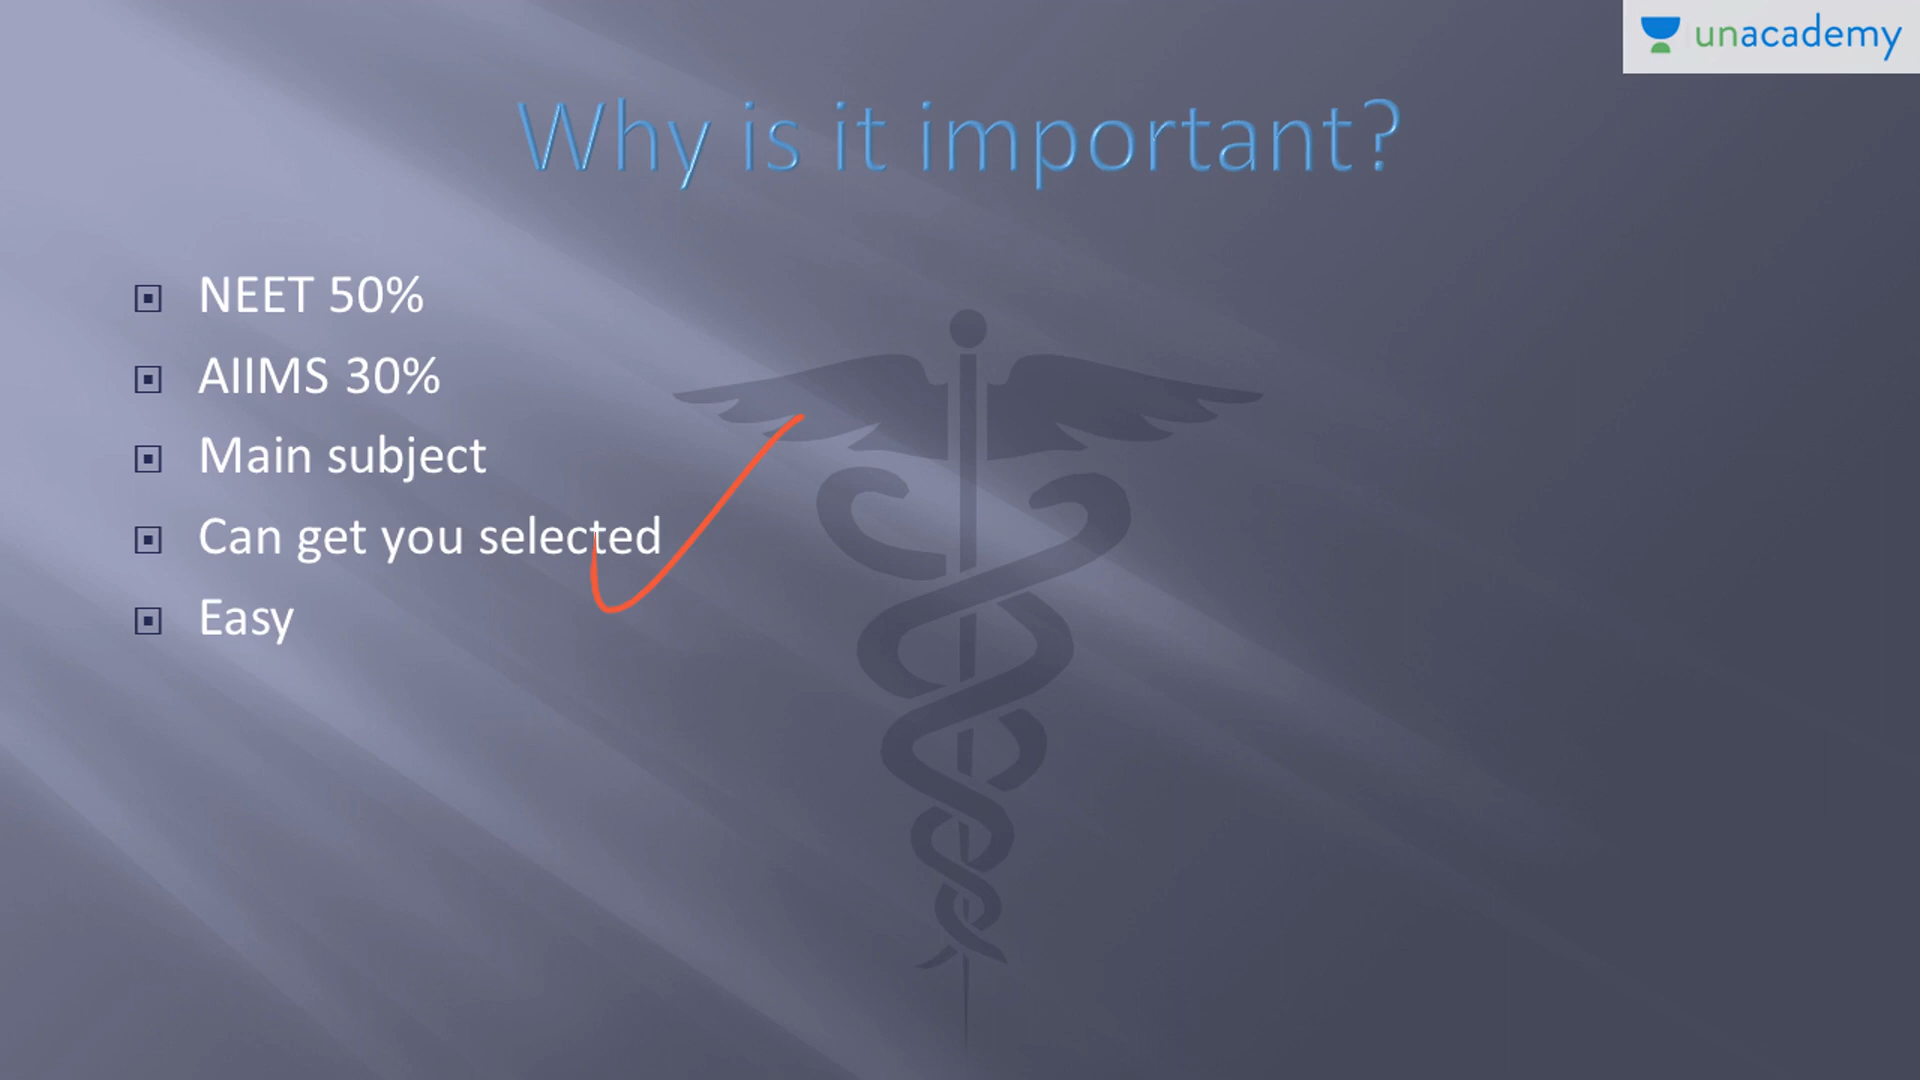 unacademy
Why is it important?
NEET 50%
AIIMS 30%
Main subject
Can get you selected
Easy